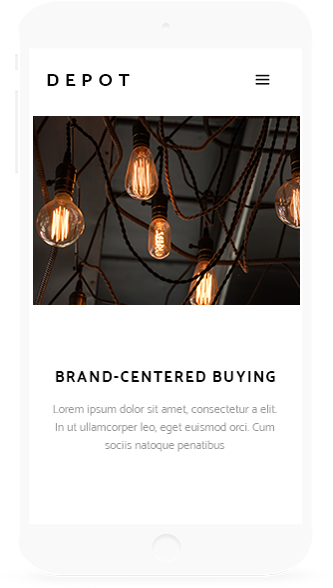 DEPOT
BRAND-CENTERED BUYING
Lorem ipsum dolor sit amet, consectetur a elit.
In ut ullamcorper leo, eget euismod orci. Cum
sociis natoque penatibus